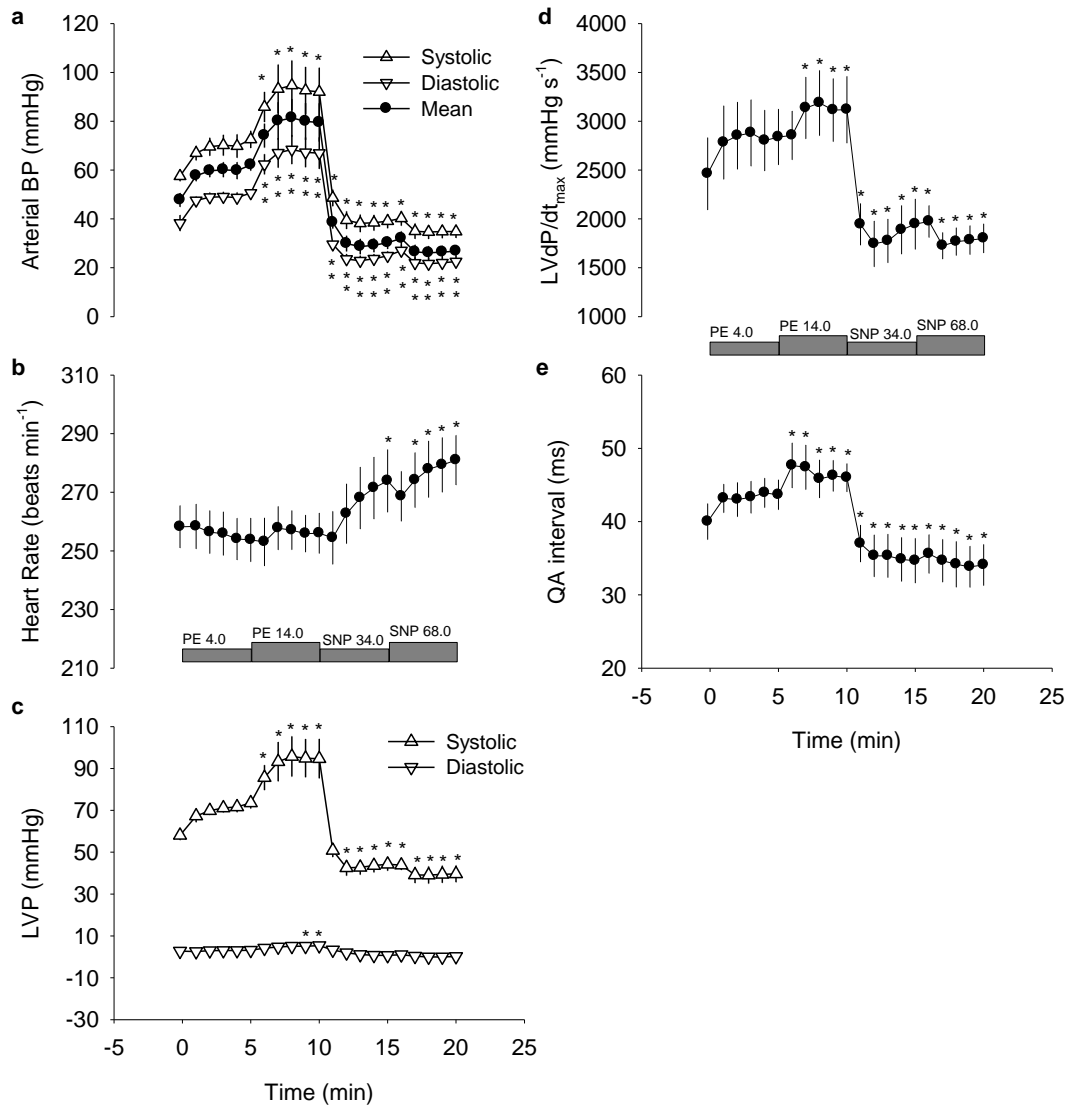 a
Arterial BP (mmHg)
120
100
80
60
40
20
0
Systolic
Diastolic
Mean
b
Heart Rate (beats min⁻¹)
310
290
270
250
230
210
PE 4.0
PE 14.0
SNP 34.0
SNP 68.0
c
LVP (mmHg)
110
90
70
50
30
10
-10
-30
Systolic
Diastolic
-5
0
5
10
15
20
25
Time (min)
d
LVdP/dtmax (mmHg s⁻¹)
4000
3500
3000
2500
2000
1500
1000
PE 4.0
PE 14.0
SNP 34.0
SNP 68.0
e
QA interval (ms)
60
50
40
30
20
-5
0
5
10
15
20
25
Time (min)